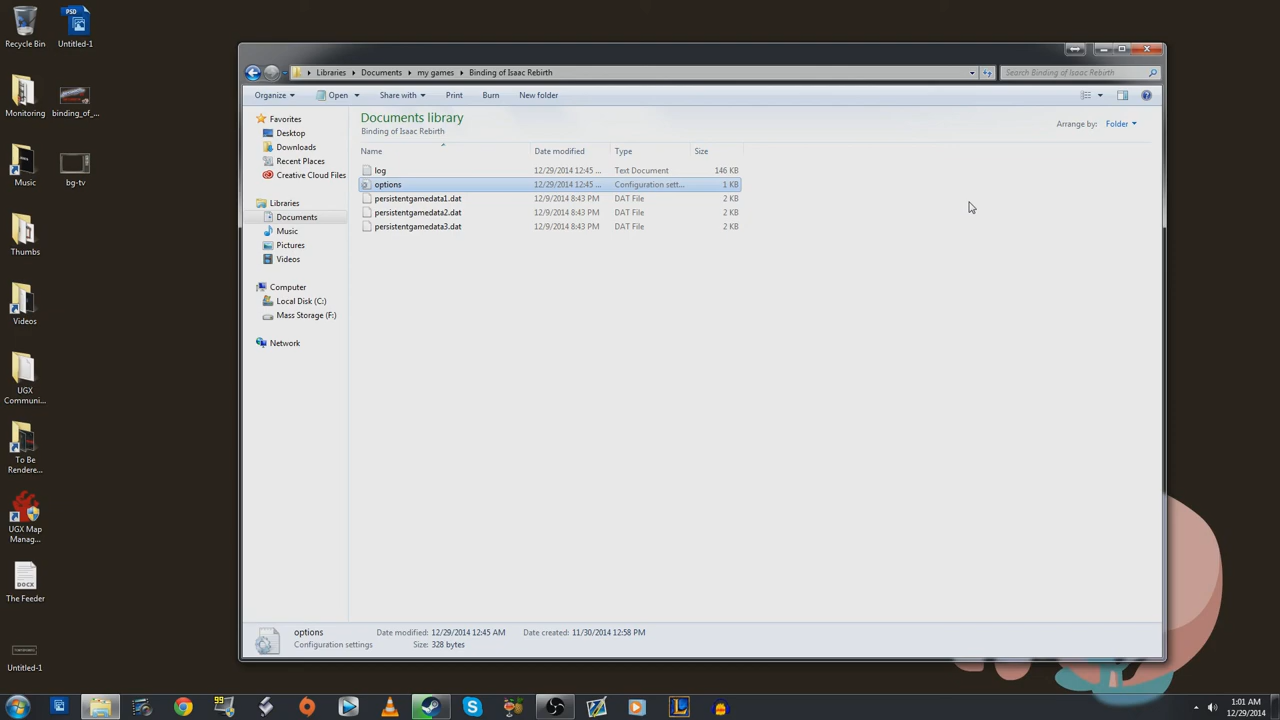 Recycle Bin
Untitled-1
Monitoring
binding_of_...
Music
bg-tv
Thumbs
Videos
UGX
Communi...
To Be
Rendere...
UGX Map
Manag...
The Feeder
Untitled-1
Libraries
Documents
my games
Binding of Isaac Rebirth
Search Binding of Isaac Rebirth
Organize
Open
Share with
Print
Burn
New folder
Favorites
Desktop
Downloads
Recent Places
Creative Cloud Files
Libraries
Documents
Music
Pictures
Videos
Computer
Local Disk (C:)
Mass Storage (F:)
Network
Documents library
Binding of Isaac Rebirth
Arrange by: Folder
Name Date modified Type Size
log 12/29/2014 12:45 ... Text Document 146 KB
options 12/29/2014 12:45 ... Configuration sett... 1 KB
persistentgamedata1.dat 12/9/2014 8:43 PM DAT File 2 KB
persistentgamedata2.dat 12/9/2014 8:43 PM DAT File 2 KB
persistentgamedata3.dat 12/9/2014 8:43 PM DAT File 2 KB
options Date modified: 12/29/2014 12:45 AM Date created: 11/30/2014 12:58 PM
Configuration settings Size: 328 bytes
99
1:01 AM
12/29/2014